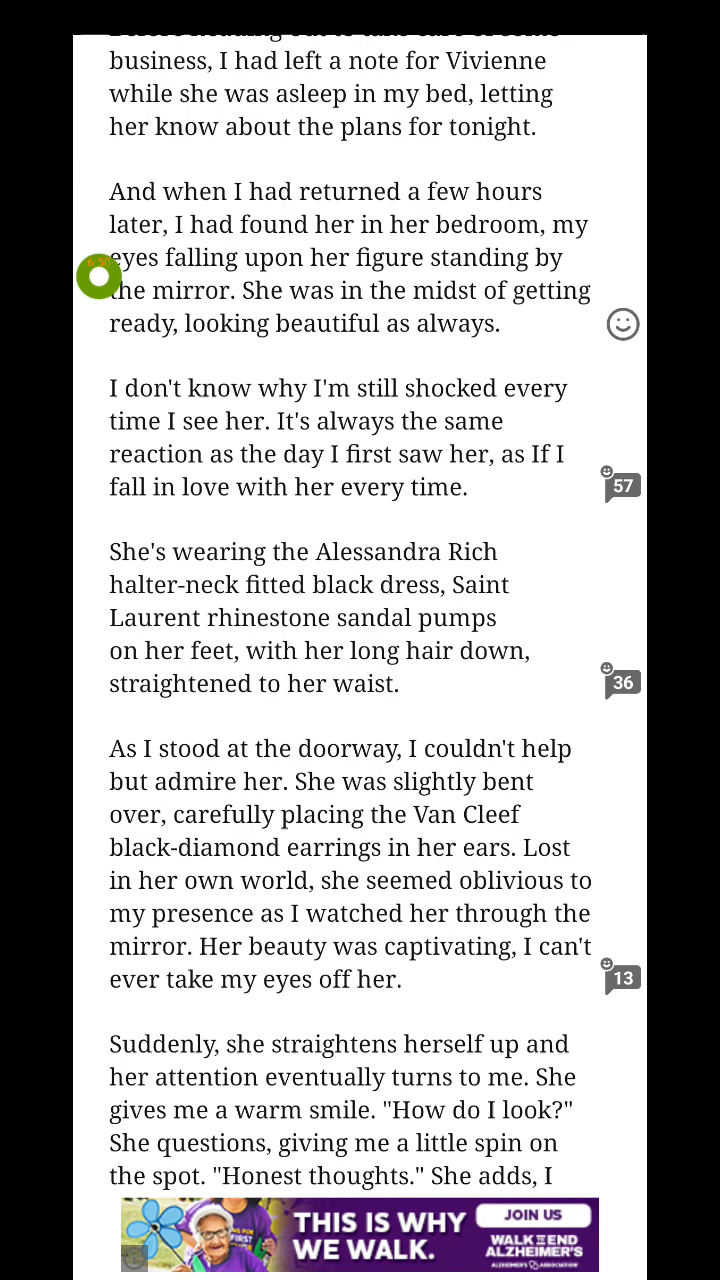 business, I had left a note for Vivienne
while she was asleep in my bed, letting
her know about the plans for tonight.
And when I had returned a few hours
later, I had found her in her bedroom, my
eyes falling upon her figure standing by
the mirror. She was in the midst of getting
ready, looking beautiful as always.
I don't know why I'm still shocked every
time I see her. It's always the same
reaction as the day I first saw her, as If I
fall in love with her every time.
57
She's wearing the Alessandra Rich
halter-neck fitted black dress, Saint
Laurent rhinestone sandal pumps
on her feet, with her long hair down,
straightened to her waist.
36
As I stood at the doorway, I couldn't help
but admire her. She was slightly bent
over, carefully placing the Van Cleef
black-diamond earrings in her ears. Lost
in her own world, she seemed oblivious to
my presence as I watched her through the
mirror. Her beauty was captivating, I can't
ever take my eyes off her.
13
Suddenly, she straightens herself up and
her attention eventually turns to me. She
gives me a warm smile. "How do I look?"
She questions, giving me a little spin on
the spot. "Honest thoughts." She adds, I
THIS IS WHY
WE WALK.
JOIN US
WALK TO END
ALZHEIMER'S
ALZHEIMER'S ASSOCIATION